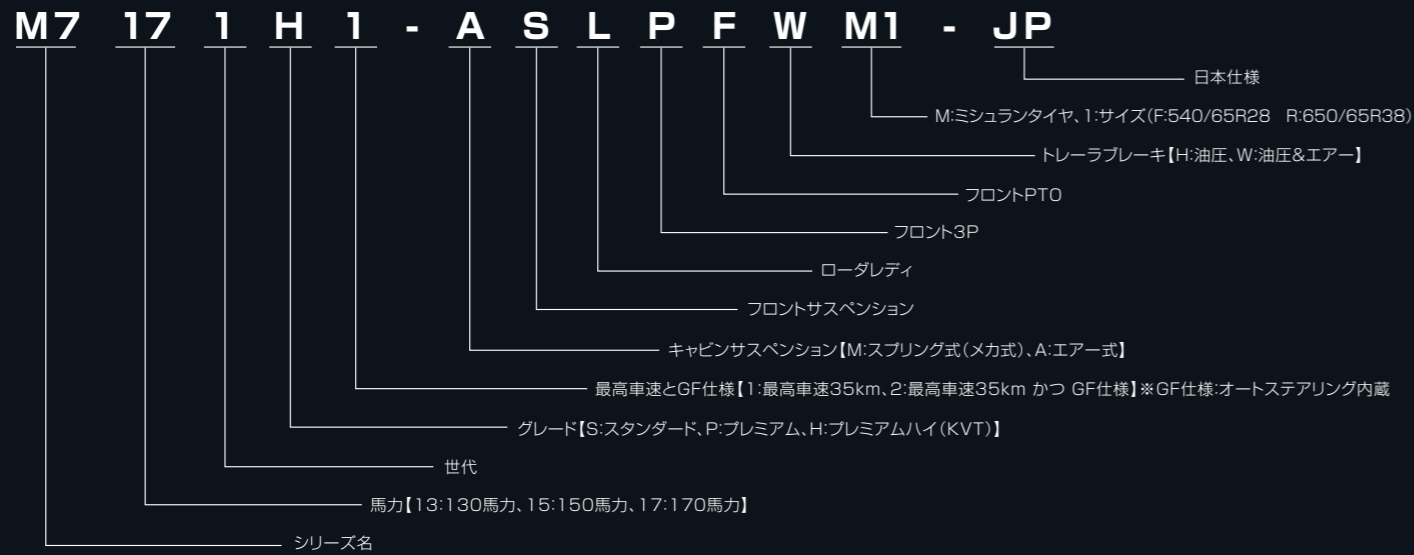 M7 17 1 H 1 - A S L P F W M1 - JP
日本仕様
M:ミシュランタイヤ、1:サイズ(F:540/65R28 R:650/65R38)
トレーラブレーキ【H:油圧、W:油圧&エアー】
フロントPTO
フロント3P
ローダレディ
フロントサスペンション
キャビンサスペンション【M:スプリング式(メカ式)、A:エアー式】
最高車速とGF仕様【1:最高車速35km、2:最高車速35km かつ GF仕様】※GF仕様:オートステアリング内蔵
グレード【S:スタンダード、P:プレミアム、H:プレミアムハイ(KVT)】
世代
馬力【13:130馬力、15:150馬力、17:170馬力】
シリーズ名